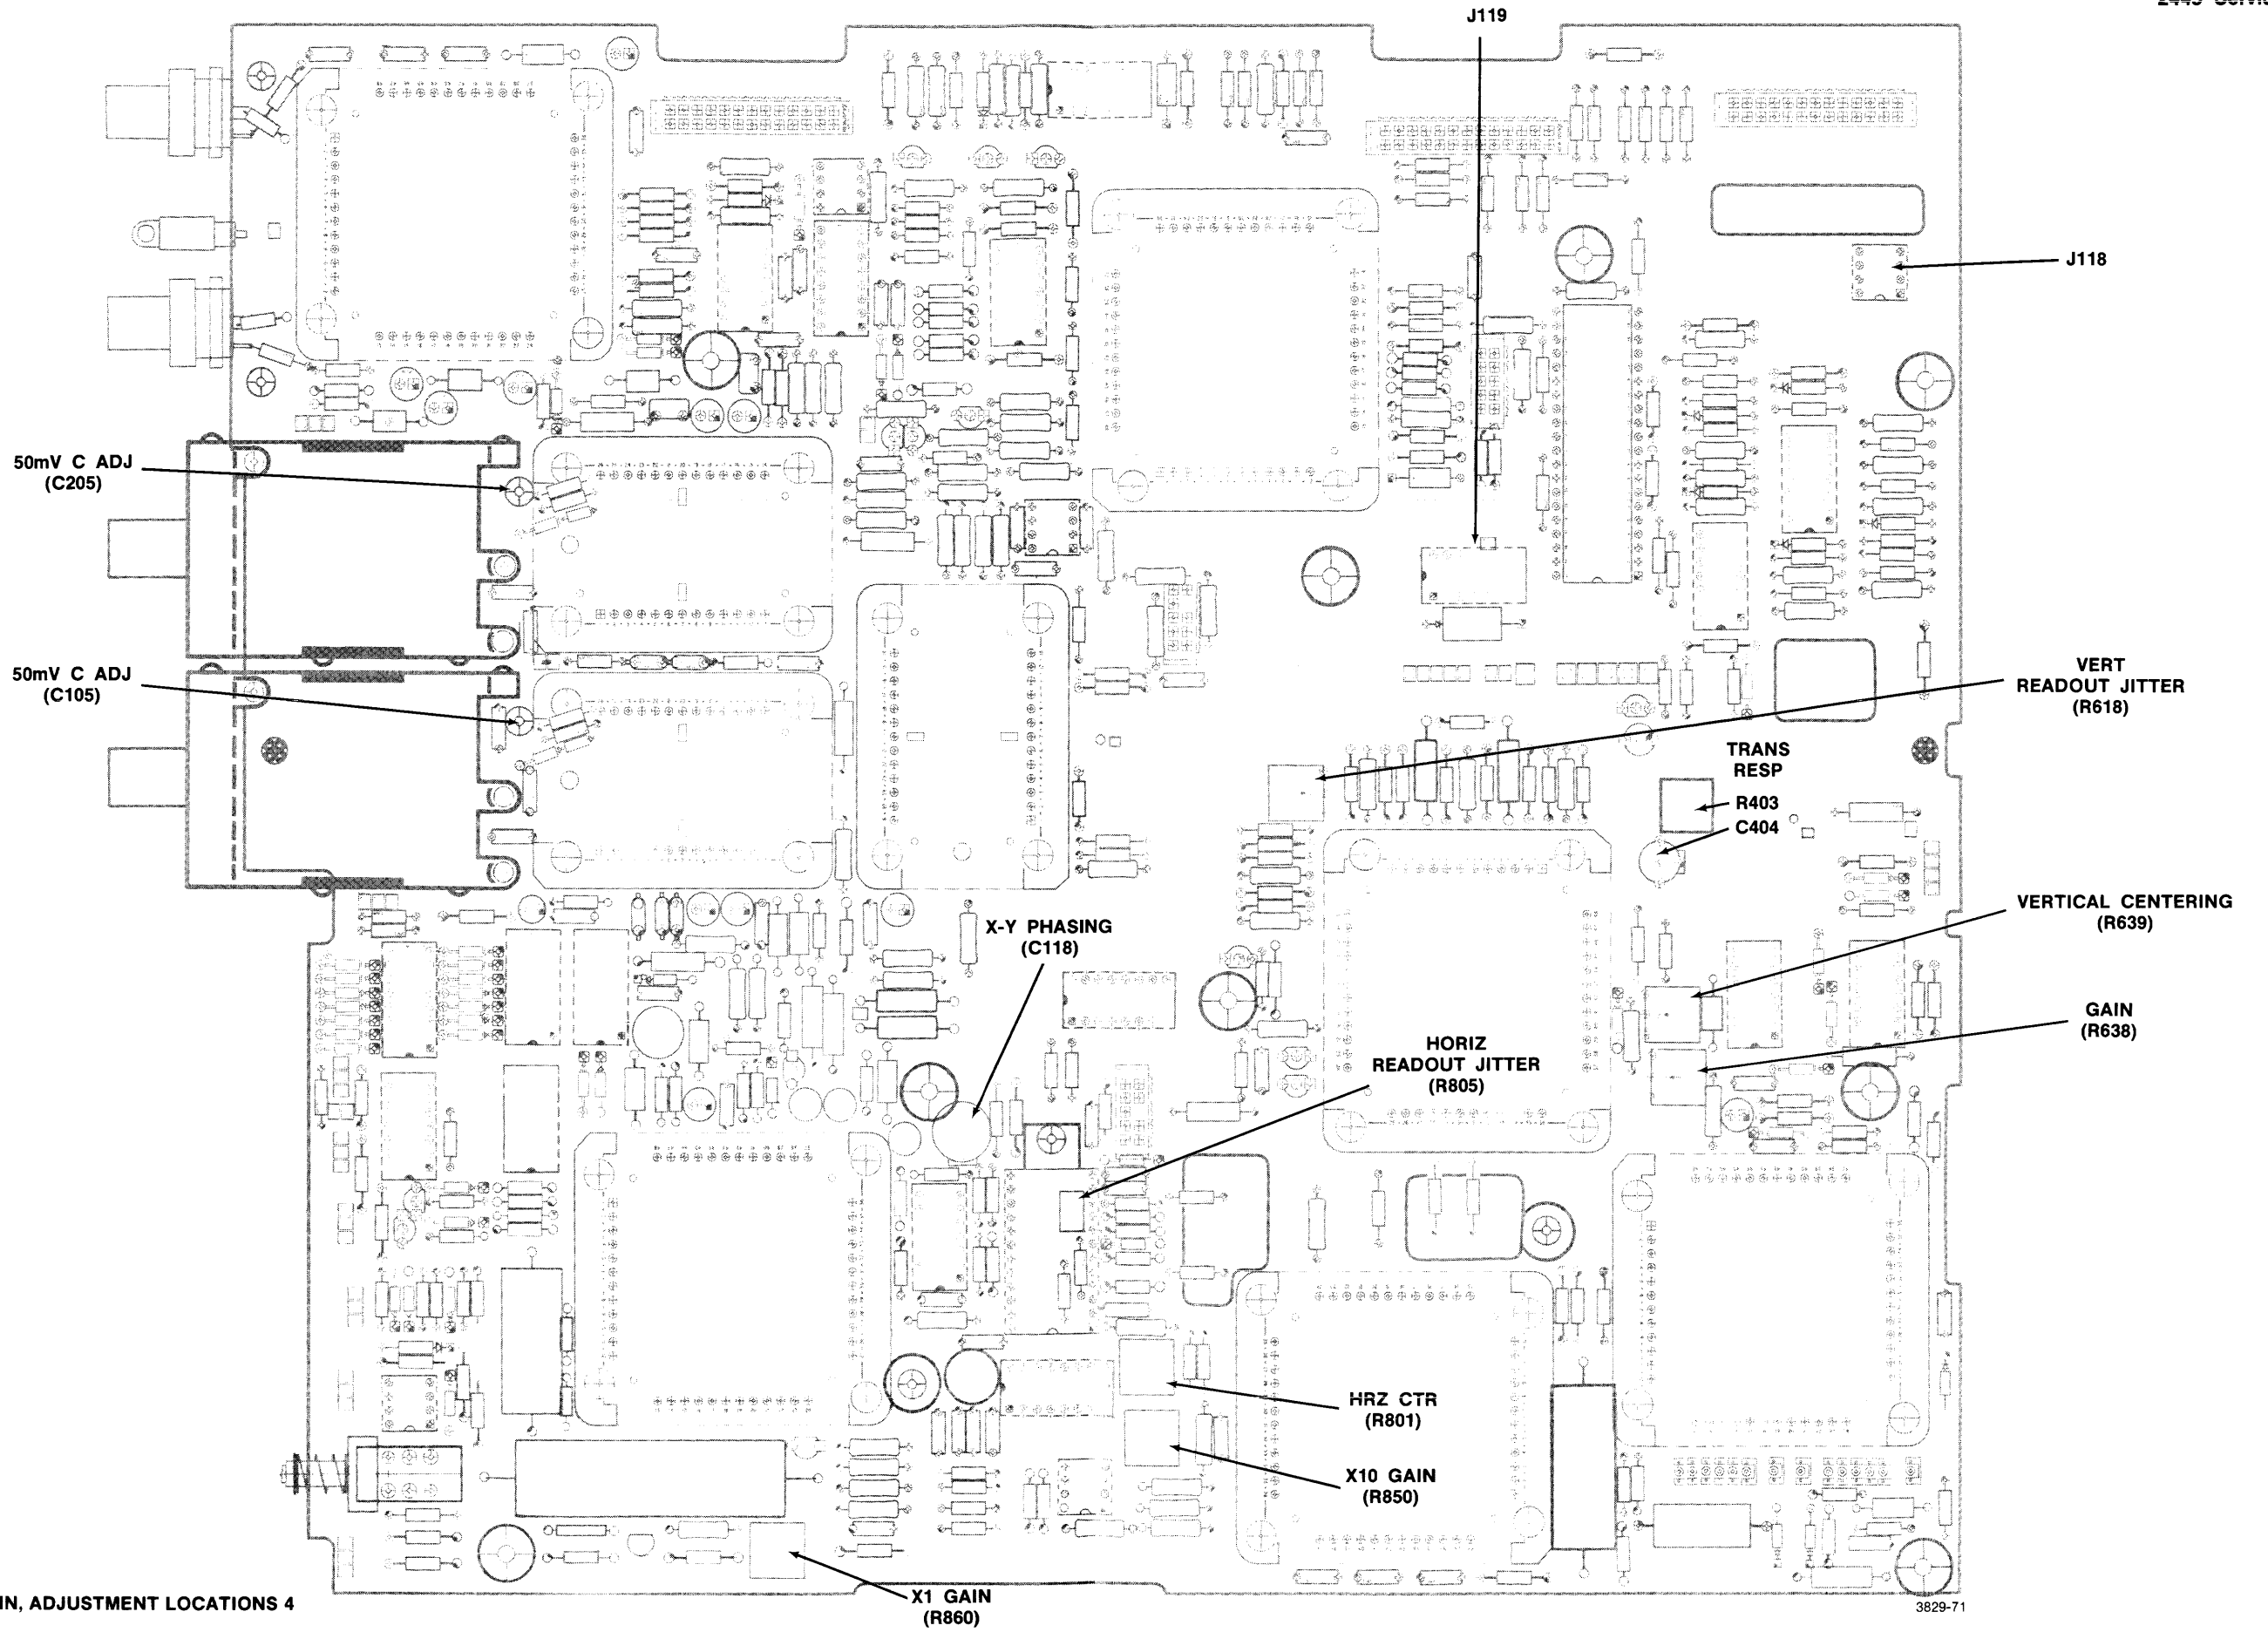 J119
J118
50mV C ADJ
(C205)
50mV C ADJ
(C105)
VERT
READOUT JITTER
(R618)
TRANS
RESP
R403
C404
VERTICAL CENTERING
(R639)
X-Y PHASING
(C118)
GAIN
(R638)
HORIZ
READOUT JITTER
(R805)
HRZ CTR
(R801)
X10 GAIN
(R850)
X1 GAIN
(R860)
IN, ADJUSTMENT LOCATIONS 4
3829-71